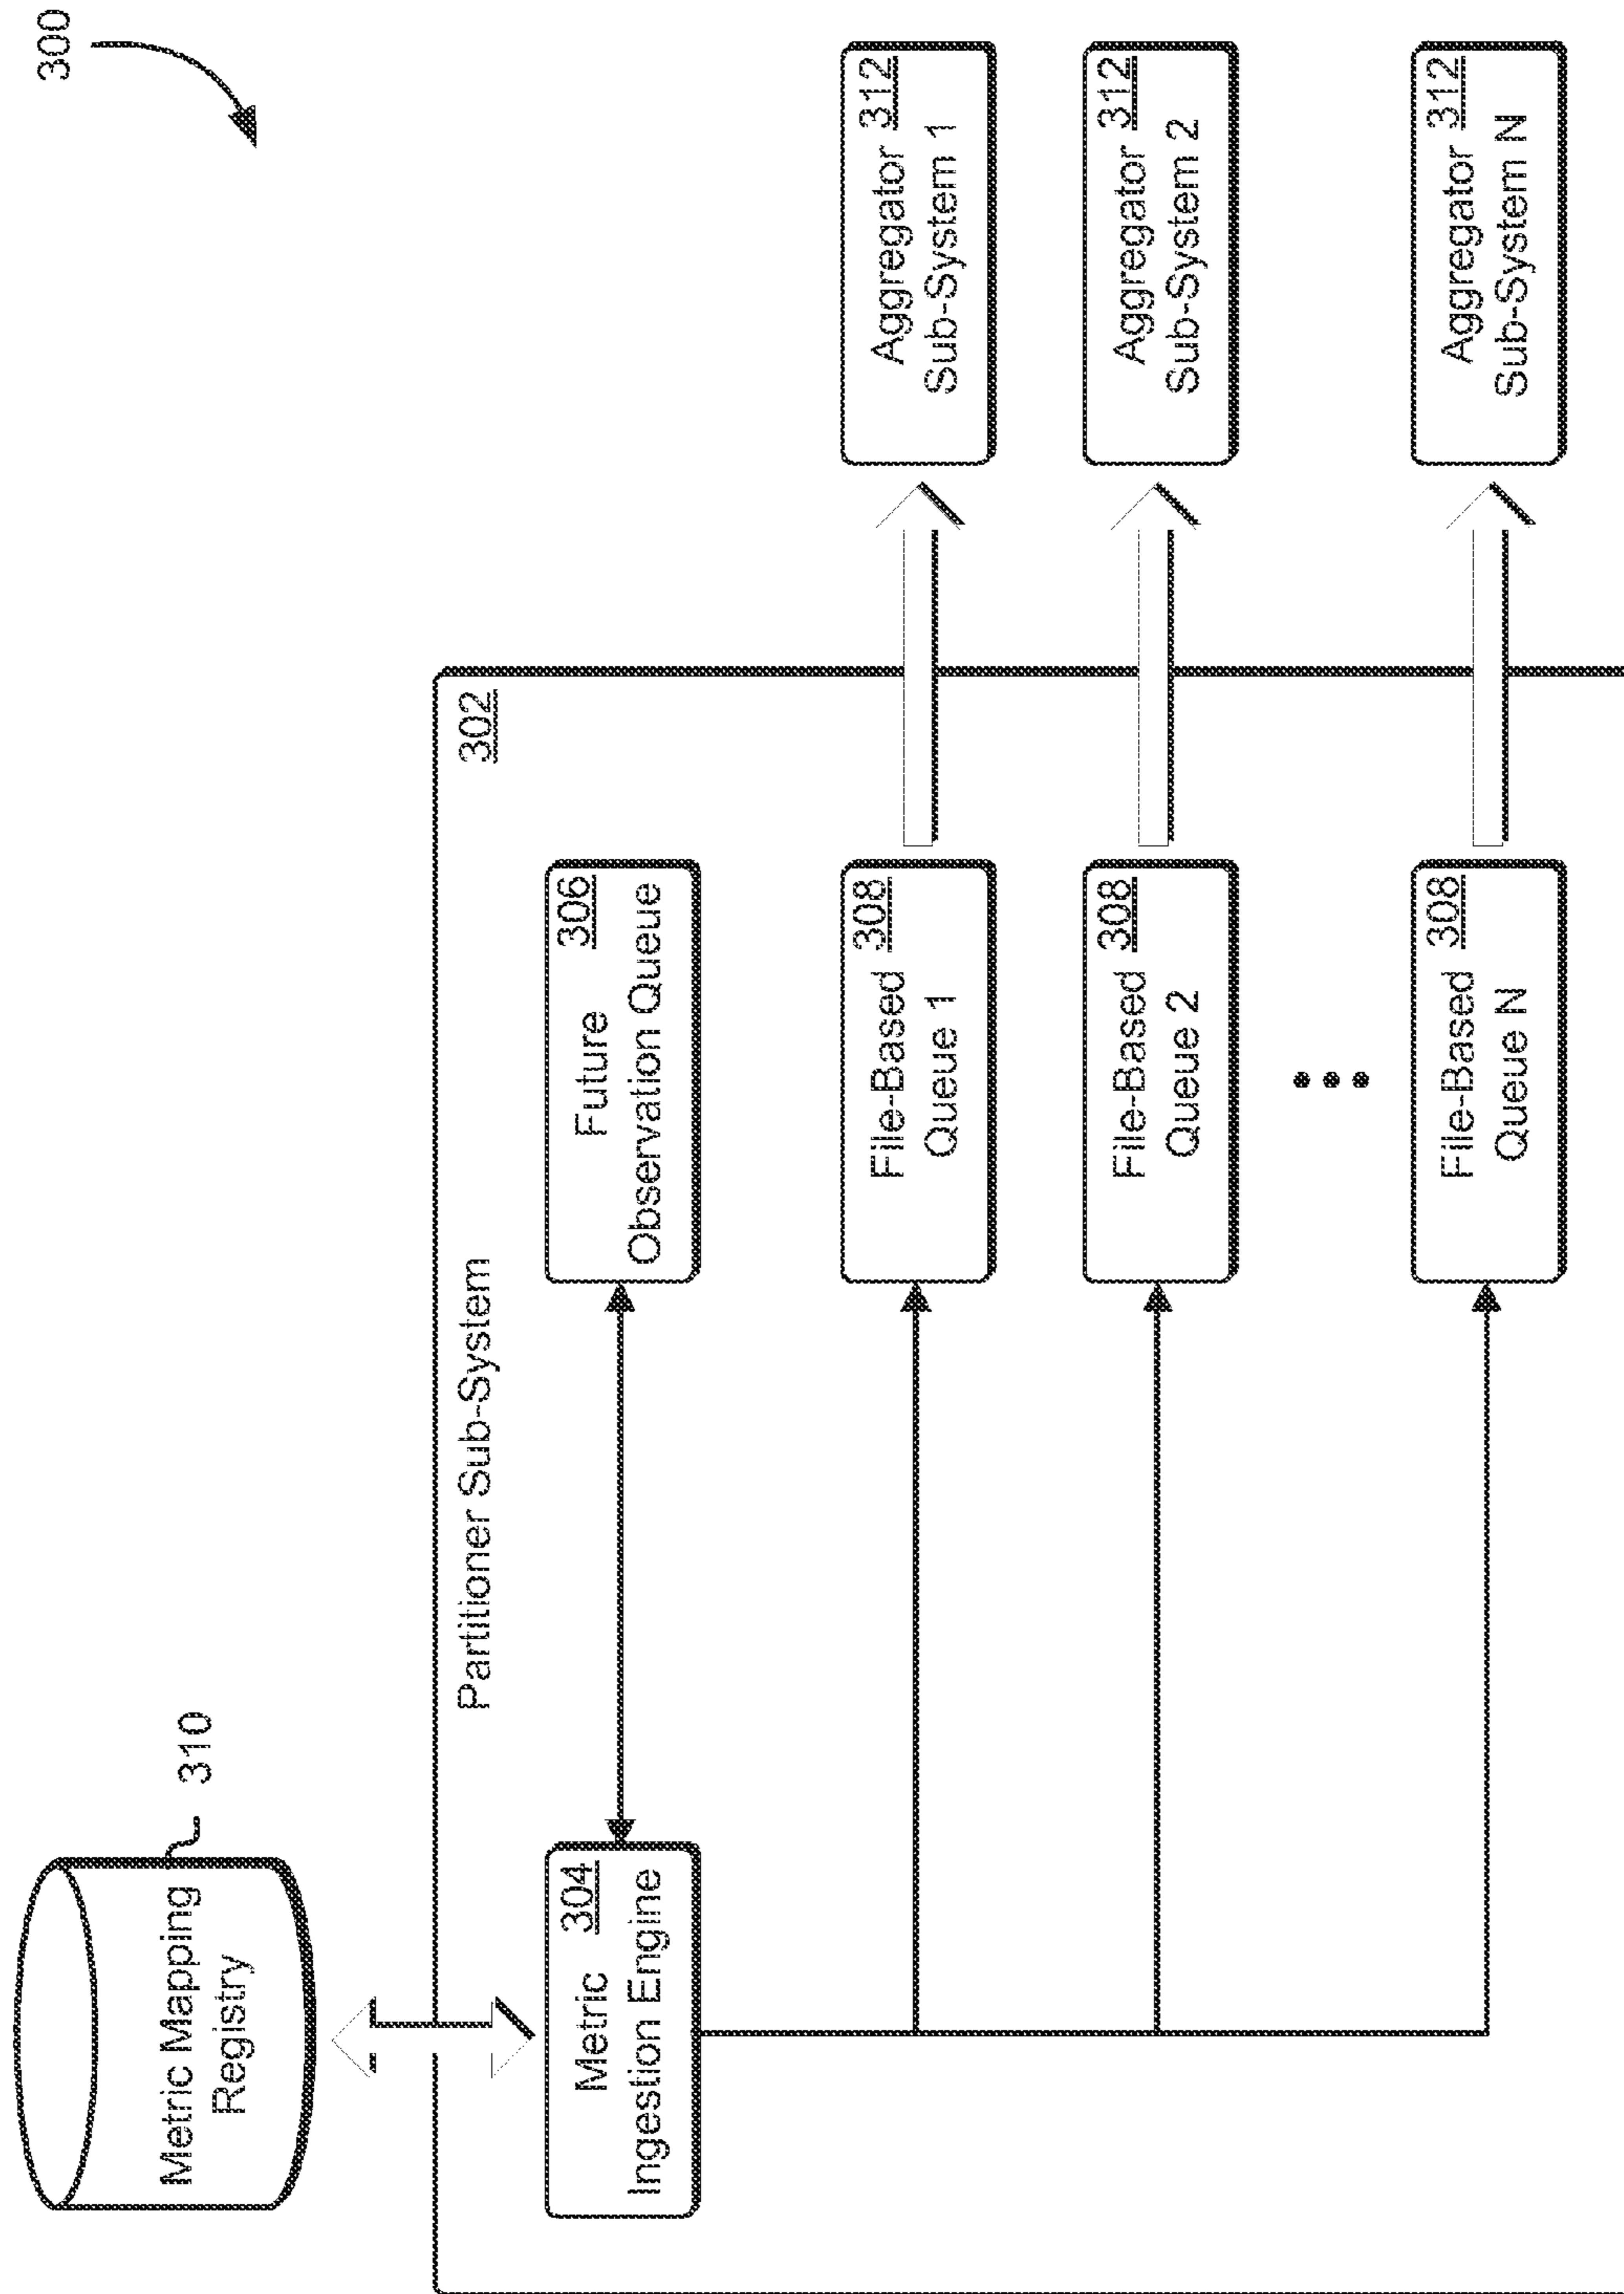 300
Metric Mapping
Registry
310
Partitioner Sub-System
302
Metric 304
Ingestion Engine
Future 306
Observation Queue
File-Based 308
Queue 1
Aggregator 312
Sub-System 1
File-Based 308
Queue 2
Aggregator 312
Sub-System 2
File-Based 308
Queue N
Aggregator 312
Sub-System N